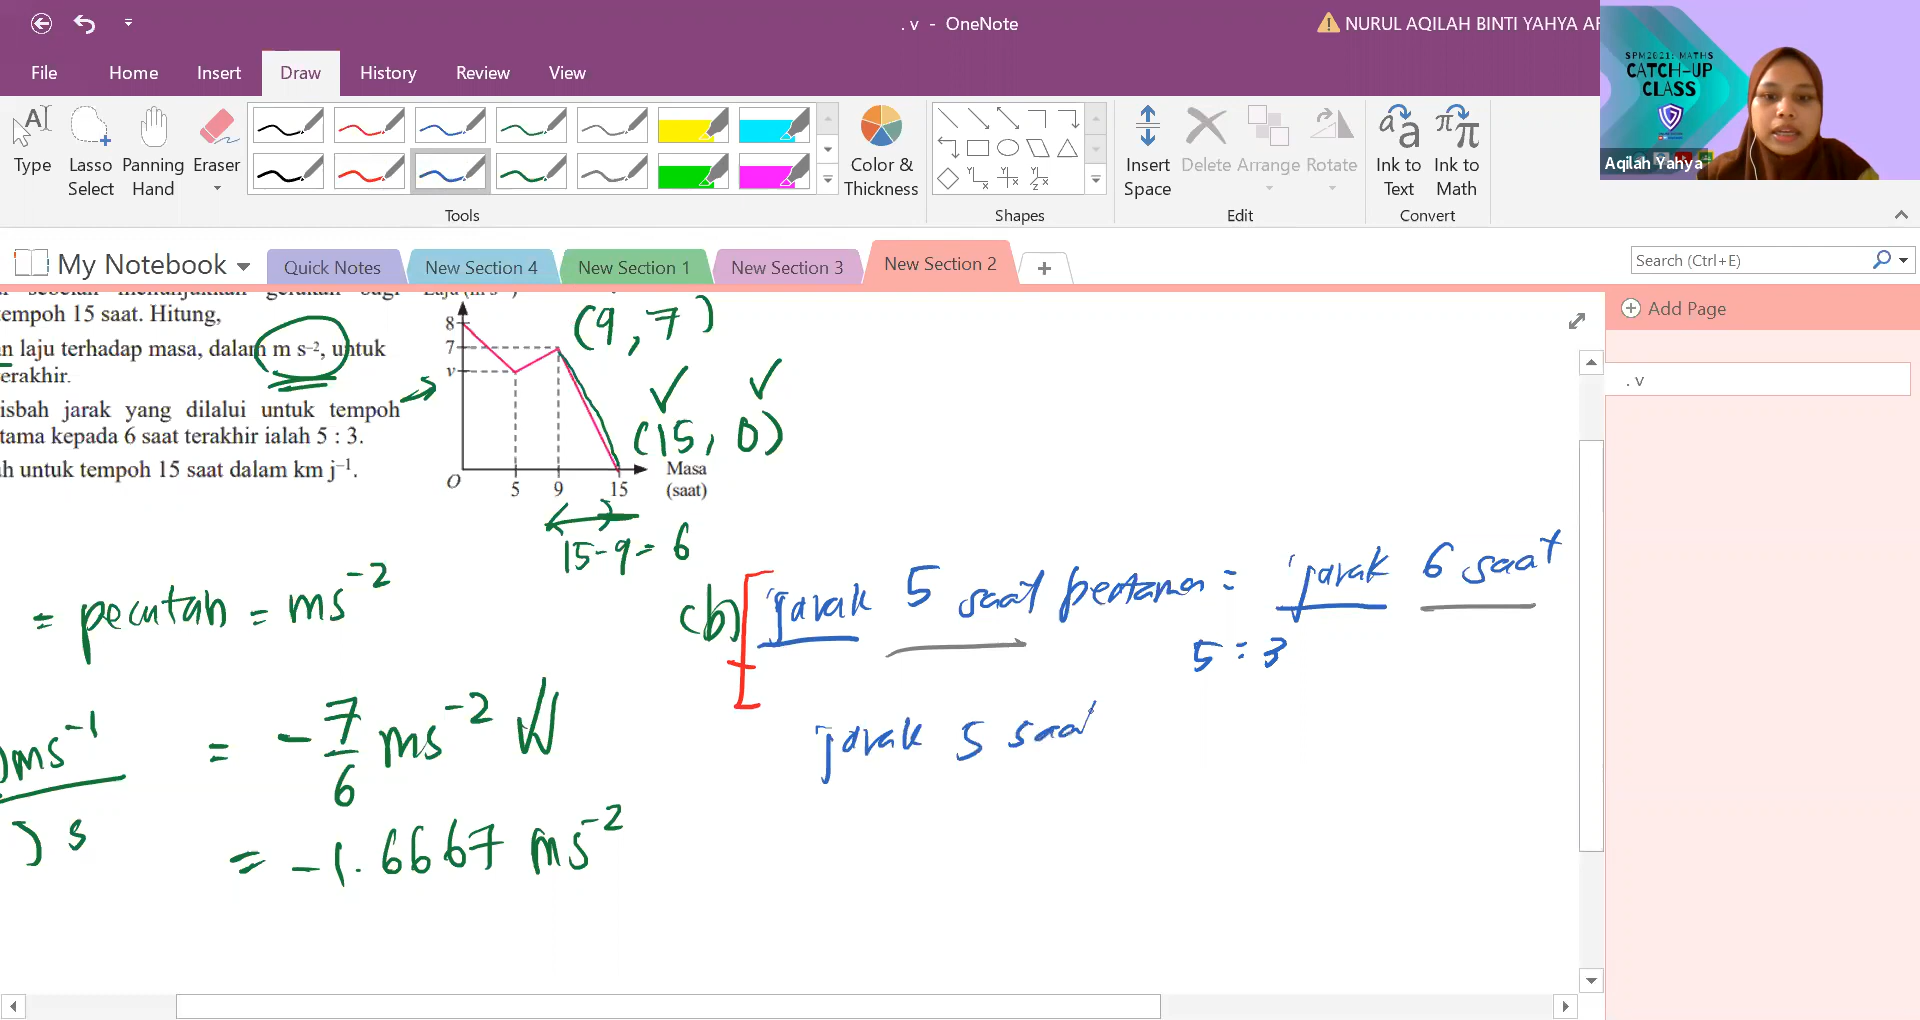 . v - OneNote
NURUL AQILAH BINTI YAHYA
File Home Insert Draw History Review View
SPM2021: MATHS
CATCH-UP
CLASS
Aqilah Yahya
Type
Lasso Select
Panning Hand
Eraser
Color & Thickness
Insert Space
Delete
Arrange
Rotate
Ink to Text
Ink to Math
Tools
Shapes
Edit
Convert
My Notebook
Quick Notes
New Section 4
New Section 1
New Section 3
New Section 2
Search (Ctrl+E)
Add Page
. v
tempoh 15 saat. Hitung,
an laju terhadap masa, dalam m s⁻², untuk
erakhir.
isbah jarak yang dilalui untuk tempoh
tama kepada 6 saat terakhir ialah 5 : 3.
ah untuk tempoh 15 saat dalam km j⁻¹.
8
7
v
O
5 9 15
Masa
(saat)
(9, 7)
(15, 0)
15-9= 6
= pecutan = ms⁻²
ms⁻¹
) s
= -7/6 ms⁻²
= -1.6667 ms⁻²
(b) jarak 5 saat pertama = jarak 6 saat
5 : 3
jarak 5 saa